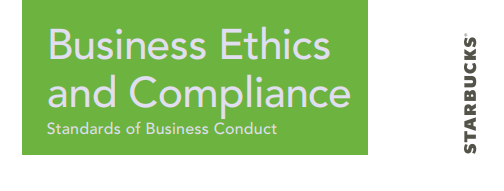 Business Ethics
and Compliance
Standards of Business Conduct
STARBUCKS®